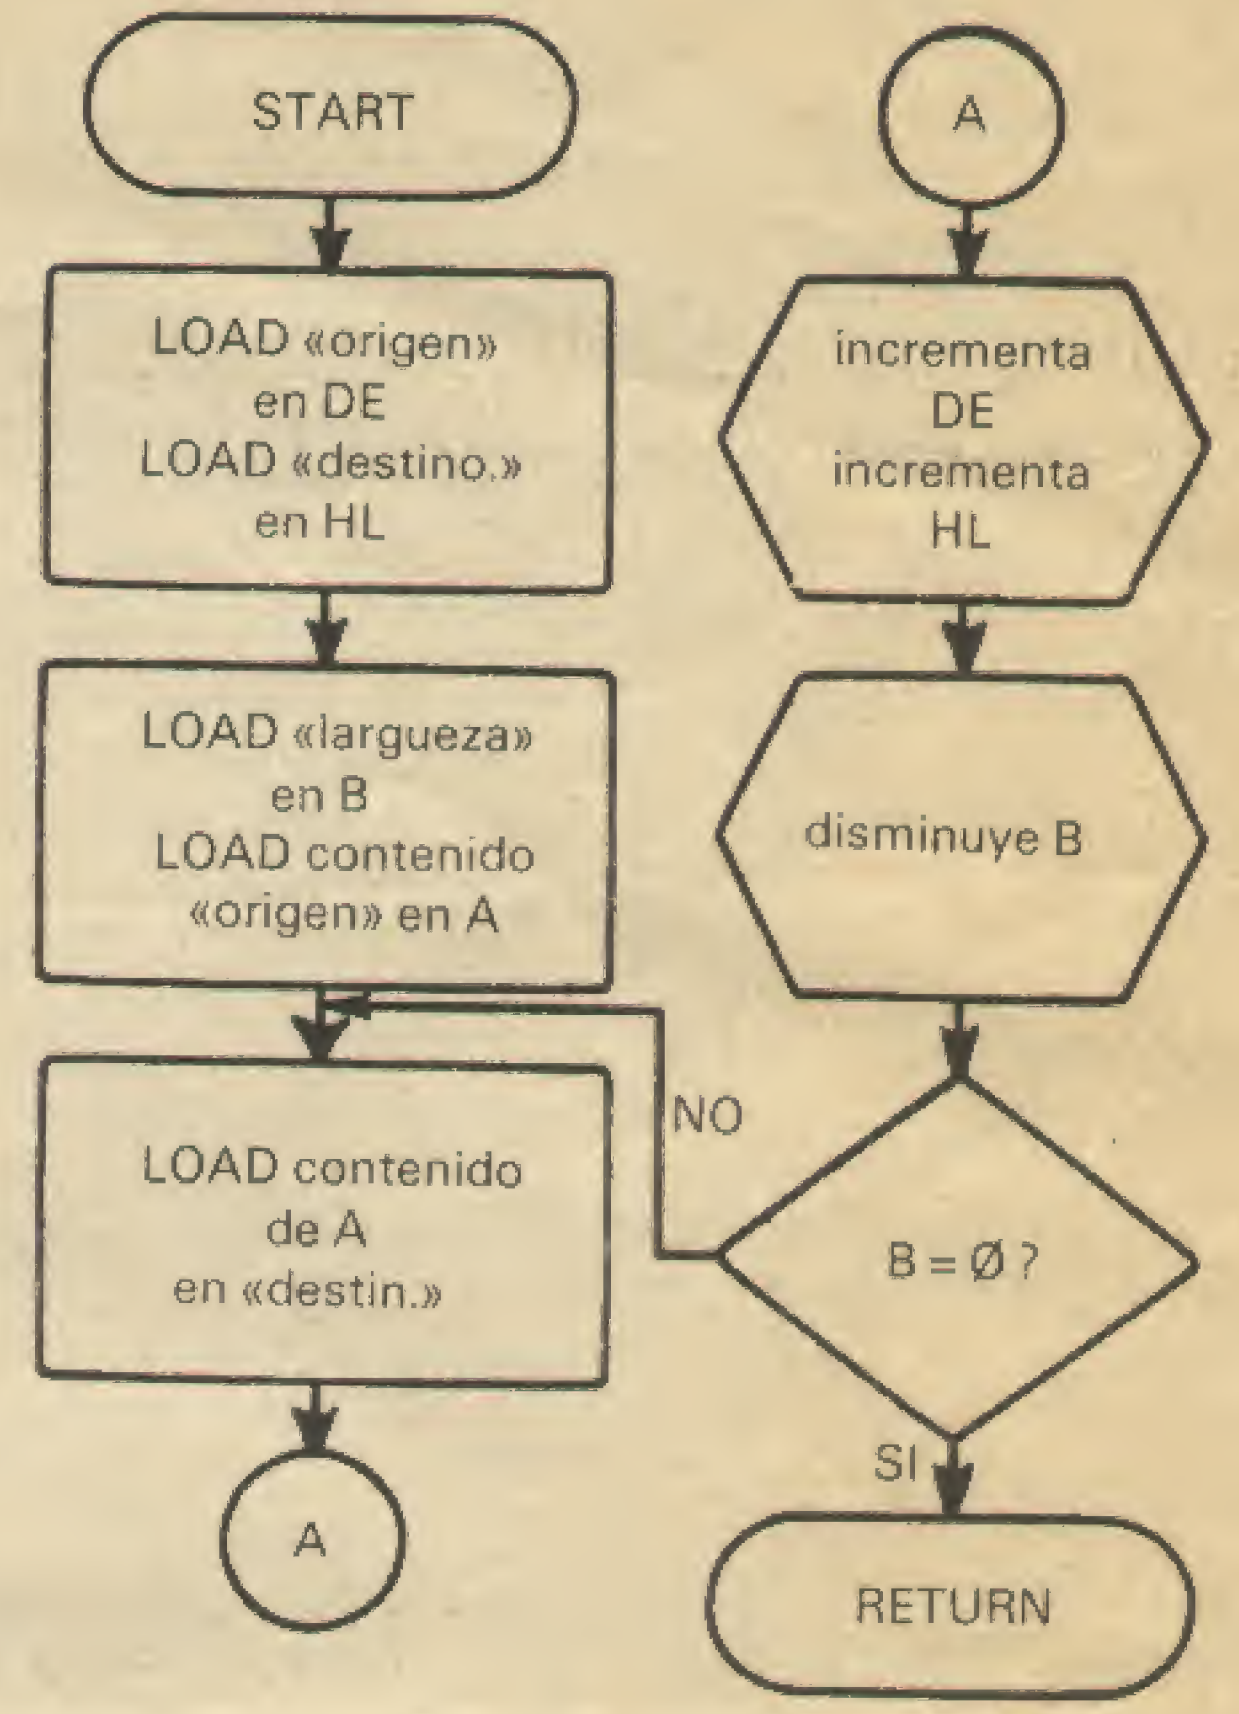 START
LOAD «origen»
en DE
LOAD «destino.»
en HL
LOAD «largueza»
en B
LOAD contenido
«origen» en A
LOAD contenido
de A
en «destin.»
A
A
incrementa
DE
incrementa
HL
disminuye B
NO
B = Ø ?
SI
RETURN